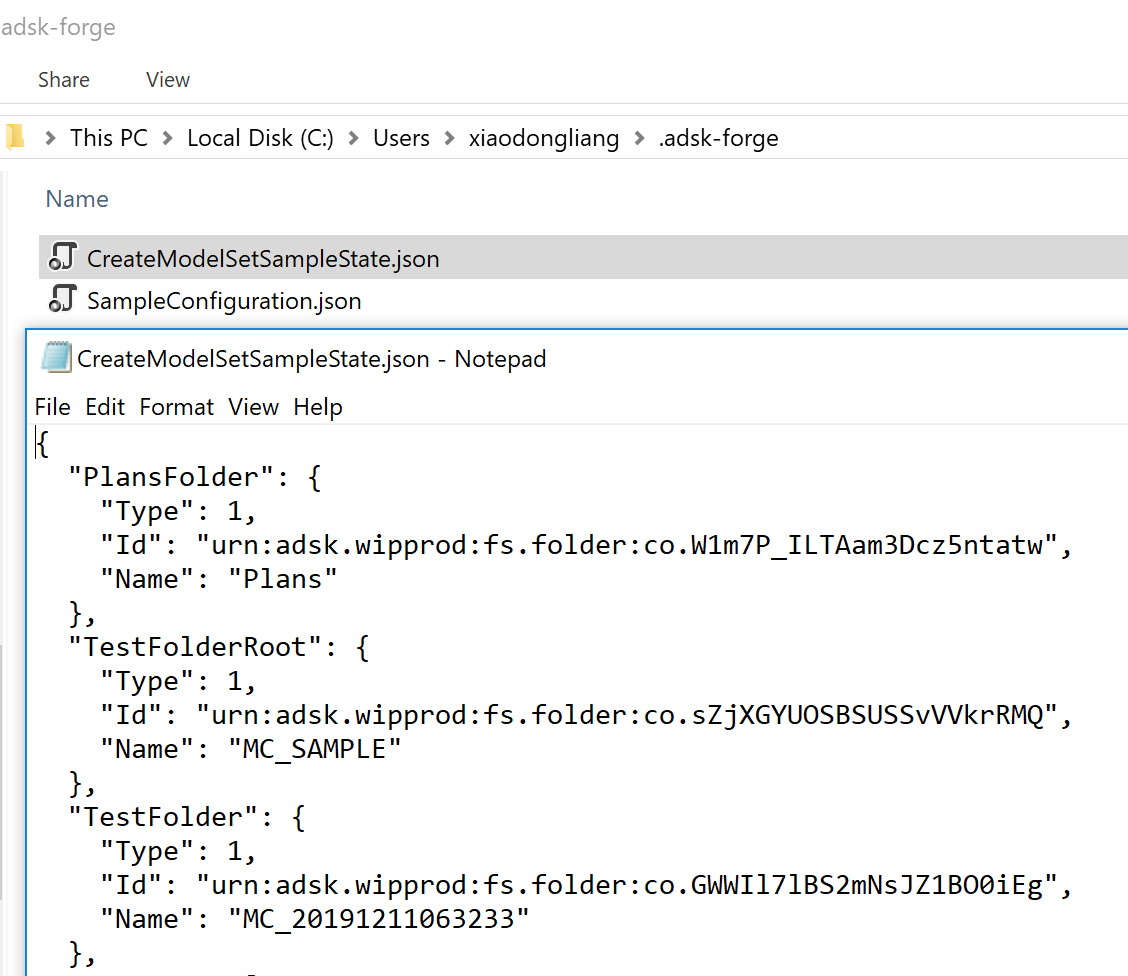 adsk-forge
Share View
This PC Local Disk (C:) Users xiaodongliang .adsk-forge
Name
CreateModelSetSampleState.json
SampleConfiguration.json
CreateModelSetSampleState.json - Notepad
File Edit Format View Help
{
"PlansFolder": {
"Type": 1,
"Id": "urn:adsk.wipprod:fs.folder:co.W1m7P_ILTAam3Dcz5ntatw",
"Name": "Plans"
},
"TestFolderRoot": {
"Type": 1,
"Id": "urn:adsk.wipprod:fs.folder:co.sZjXGYUOSBSUSSvVVkrRMQ",
"Name": "MC_SAMPLE"
},
"TestFolder": {
"Type": 1,
"Id": "urn:adsk.wipprod:fs.folder:co.GWWIl7lBS2mNsJZ1BO0iEg",
"Name": "MC_20191211063233"
},